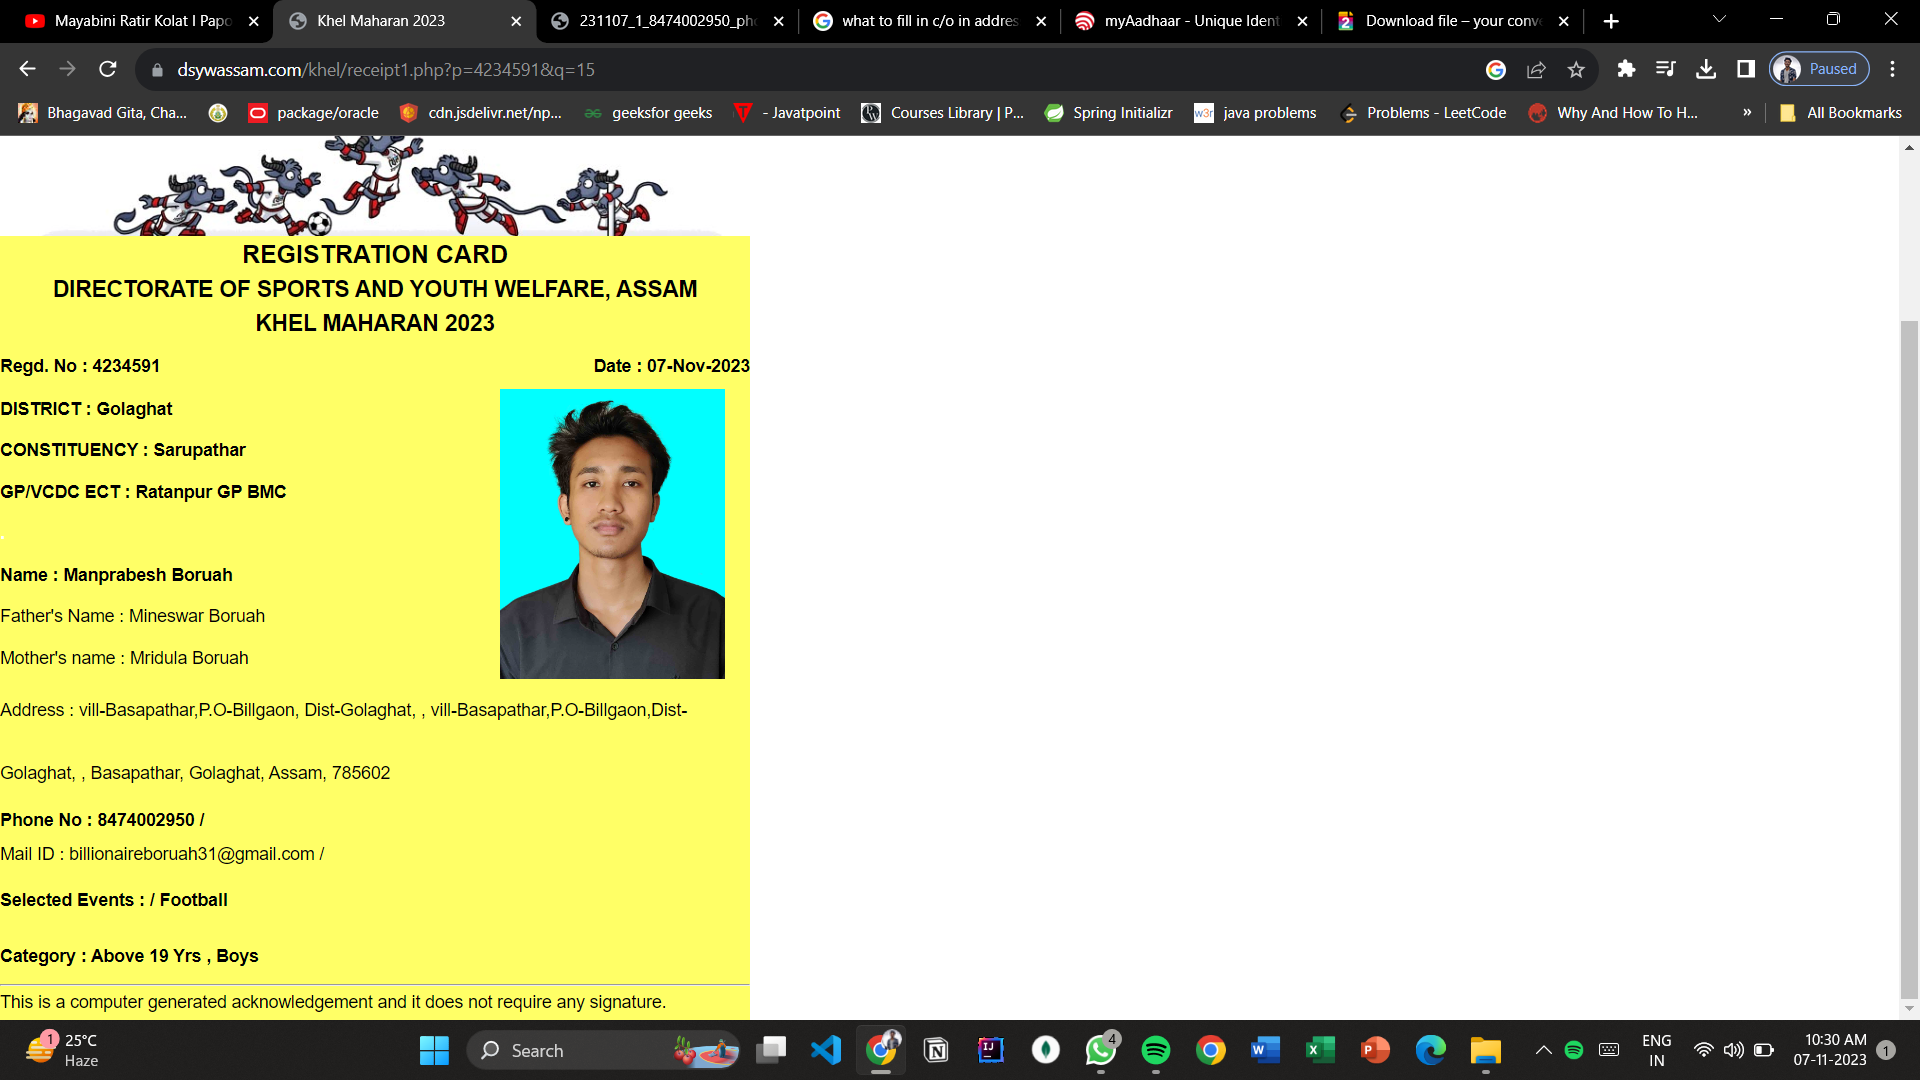 Mayabini Ratir Kolat I Papo
Khel Maharan 2023
231107_1_8474002950_pho
what to fill in c/o in addres
myAadhaar - Unique Ident
Download file – your conve
dsywassam.com/khel/receipt1.php?p=4234591&q=15
Paused
Bhagavad Gita, Cha...
package/oracle
cdn.jsdelivr.net/np...
geeksfor geeks
- Javatpoint
Courses Library | P...
Spring Initializr
w3r
java problems
Problems - LeetCode
Why And How To H...
»
All Bookmarks
REGISTRATION CARD
DIRECTORATE OF SPORTS AND YOUTH WELFARE, ASSAM
KHEL MAHARAN 2023
Regd. No : 4234591
Date : 07-Nov-2023
DISTRICT : Golaghat
CONSTITUENCY : Sarupathar
GP/VCDC ECT : Ratanpur GP BMC
Name : Manprabesh Boruah
Father's Name : Mineswar Boruah
Mother's name : Mridula Boruah
Address : vill-Basapathar,P.O-Billgaon, Dist-Golaghat, , vill-Basapathar,P.O-Billgaon,Dist-
Golaghat, , Basapathar, Golaghat, Assam, 785602
Phone No : 8474002950 /
Mail ID : billionaireboruah31@gmail.com /
Selected Events : / Football
Category : Above 19 Yrs , Boys
This is a computer generated acknowledgement and it does not require any signature.
1
25°C
Haze
Search
4
ENG
IN
10:30 AM
07-11-2023
1